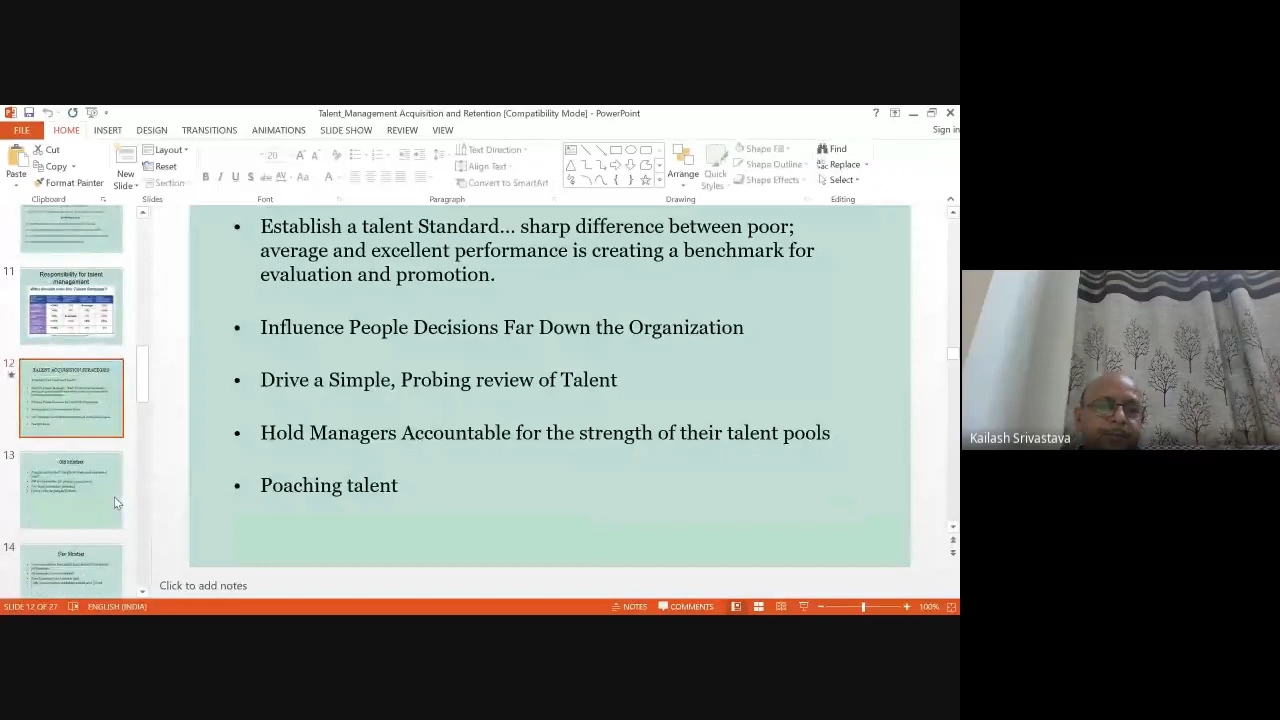 Talent_Management Acquisition and Retention [Compatibility Mode] - PowerPoint
Sign in
FILE HOME INSERT DESIGN TRANSITIONS ANIMATIONS SLIDE SHOW REVIEW VIEW
Paste
Cut
Copy
Format Painter
Clipboard
New Slide
Layout
Reset
Section
Slides
20
B I U S abc AV Aa A
Font
Text Direction
Align Text
Convert to SmartArt
Paragraph
Arrange
Quick Styles
Shape Fill
Shape Outline
Shape Effects
Drawing
Find
Replace
Select
Editing
11
Responsibility for talent
management
12
TALENT ACQUISITION STRATEGIES
13
Old Mindset
14
• Establish a talent Standard... sharp difference between poor;
average and excellent performance is creating a benchmark for
evaluation and promotion.
• Influence People Decisions Far Down the Organization
• Drive a Simple, Probing review of Talent
• Hold Managers Accountable for the strength of their talent pools
• Poaching talent
Click to add notes
SLIDE 12 OF 27 ENGLISH (INDIA) NOTES COMMENTS 100%
Kailash Srivastava